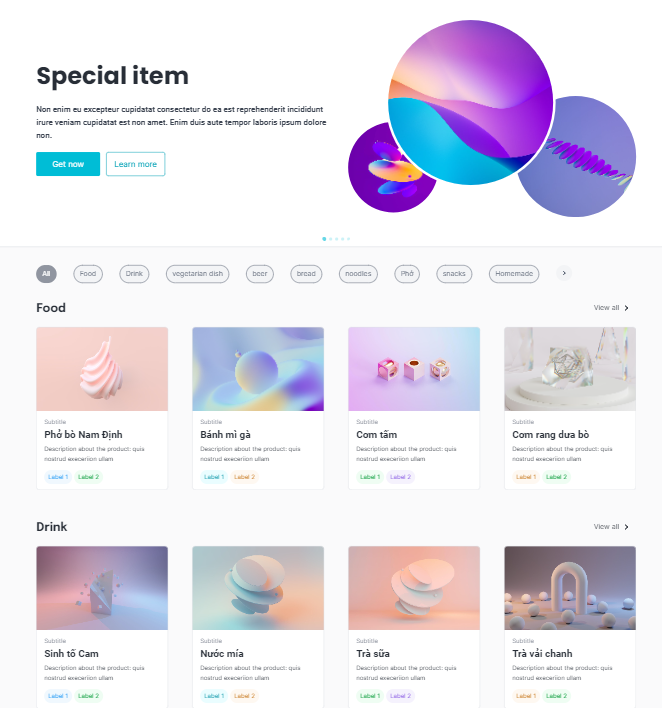 Special item
Non enim eu excepteur cupidatat consectetur do ea est reprehenderit incididunt
irure veniam cupidatat est non amet. Enim duis aute tempor laboris ipsum dolore
non.
Get now Learn more
All Food Drink vegetarian dish beer bread noodles Phở snacks Homemade
Food View all
Subtitle Subtitle Subtitle Subtitle
Phở bò Nam Định Bánh mì gà Cơm tấm Cơm rang dưa bò
Description about the product: quis Description about the product: quis Description about the product: quis Description about the product: quis
nostrud execeriion ullam nostrud execeriion ullam nostrud execeriion ullam nostrud execeriion ullam
Label 1 Label 2 Label 1 Label 2 Label 1 Label 2 Label 1 Label 2
Drink View all
Subtitle Subtitle Subtitle Subtitle
Sinh tố Cam Nước mía Trà sữa Trà vải chanh
Description about the product: quis Description about the product: quis Description about the product: quis Description about the product: quis
nostrud execeriion ullam nostrud execeriion ullam nostrud execeriion ullam nostrud execeriion ullam
Label 1 Label 2 Label 1 Label 2 Label 1 Label 2 Label 1 Label 2